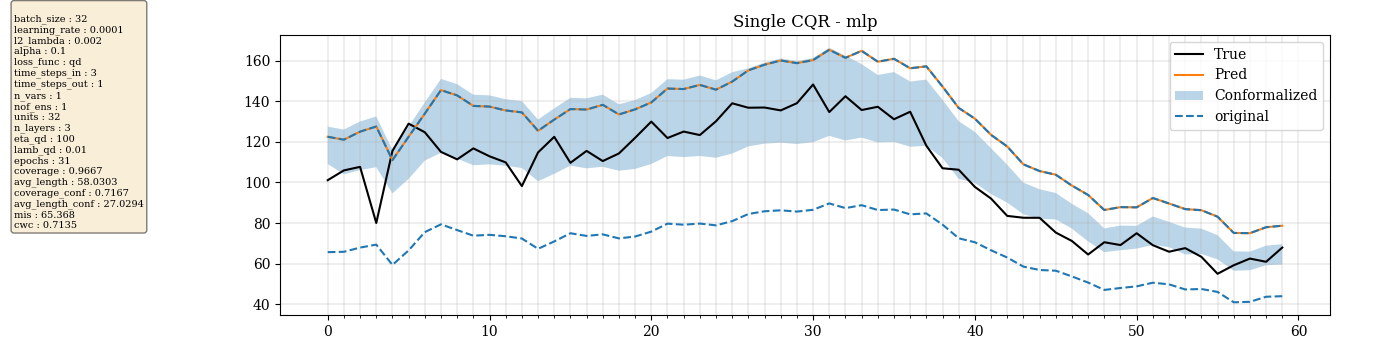 batch_size : 32
learning_rate : 0.0001
l2_lambda : 0.002
alpha : 0.1
loss_func : qd
time_steps_in : 3
time_steps_out : 1
n_vars : 1
nof_ens : 1
units : 32
n_layers : 3
eta_qd : 100
lamb_qd : 0.01
epochs : 31
coverage : 0.9667
avg_length : 58.0303
coverage_conf : 0.7167
avg_length_conf : 27.0294
mis : 65.368
cwc : 0.7135
Single CQR - mlp
160
140
120
100
80
60
40
0 10 20 30 40 50 60
True
Pred
Conformalized
original